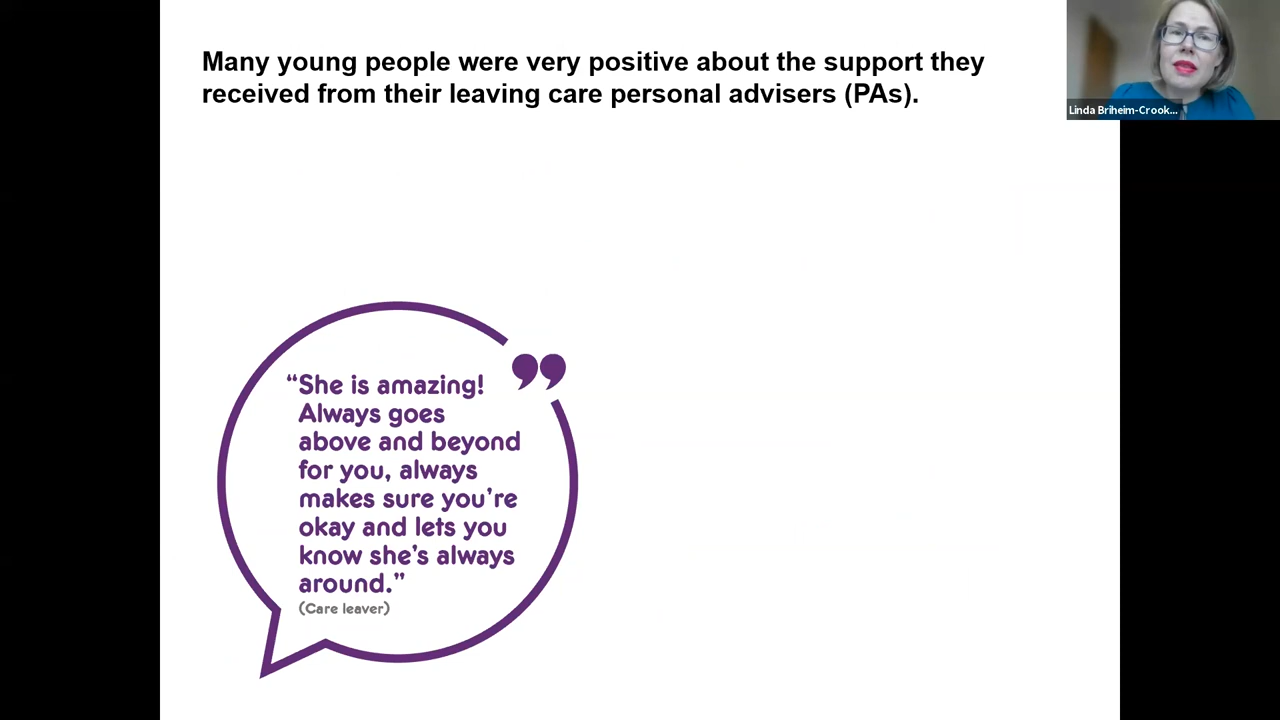 Many young people were very positive about the support they
received from their leaving care personal advisers (PAs).
Linda Briheim-Crook...
“She is amazing!
Always goes
above and beyond
for you, always
makes sure you’re
okay and lets you
know she’s always
around.”
(Care leaver)